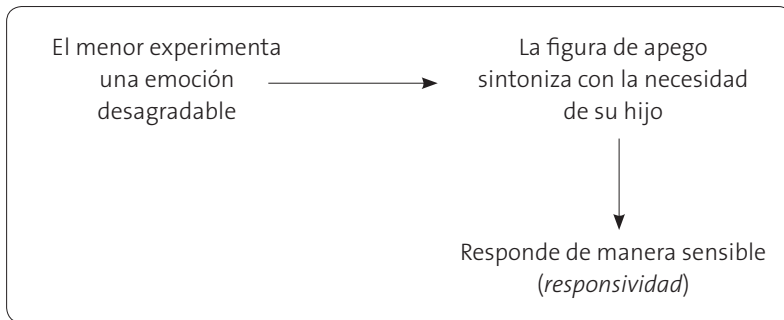 El menor experimenta
una emoción
desagradable
La figura de apego
sintoniza con la necesidad
de su hijo
Responde de manera sensible
(responsividad)